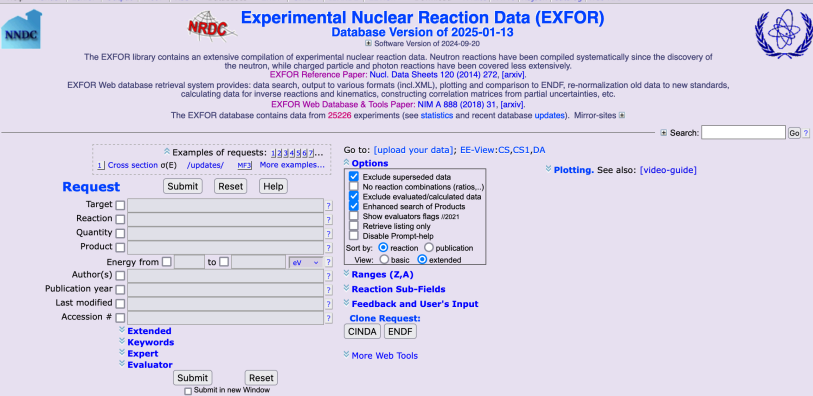 NNDC
NRDC
Experimental Nuclear Reaction Data (EXFOR)
Database Version of 2025-01-13
Software Version of 2024-09-20
The EXFOR library contains an extensive compilation of experimental nuclear reaction data. Neutron reactions have been compiled systematically since the discovery of
the neutron, while charged particle and photon reactions have been covered less extensively.
EXFOR Reference Paper: Nucl. Data Sheets 120 (2014) 272, [arxiv].
EXFOR Web database retrieval system provides: data search, output to various formats (incl.XML), plotting and comparison to ENDF, re-normalization old data to new standards,
calculating data for inverse reactions and kinematics, constructing correlation matrices from partial uncertainties, etc.
EXFOR Web Database & Tools Paper: NIM A 888 (2018) 31, [arxiv].
The EXFOR database contains data from 25226 experiments (see statistics and recent database updates). Mirror-sites
Search: Go ?
Examples of requests: 1|2|3|4|5|6|7|...
1| Cross section σ(E) /updates/ MF3| More examples...
Request Submit Reset Help
Target ?
Reaction ?
Quantity ?
Product ?
Energy from to eV ?
Author(s) ?
Publication year ?
Last modified ?
Accession # ?
Extended
Keywords
Expert
Evaluator
Submit Reset
Submit in new Window
Go to: [upload your data]; EE-View:CS,CS1,DA
Options
Exclude superseded data
No reaction combinations (ratios,..)
Exclude evaluated/calculated data
Enhanced search of Products
Show evaluators flags //2021
Retrieve listing only
Disable Prompt-help
Sort by: reaction publication
View: basic extended
Ranges (Z,A)
Reaction Sub-Fields
Feedback and User's Input
Clone Request:
CINDA ENDF
More Web Tools
Plotting. See also: [video-guide]